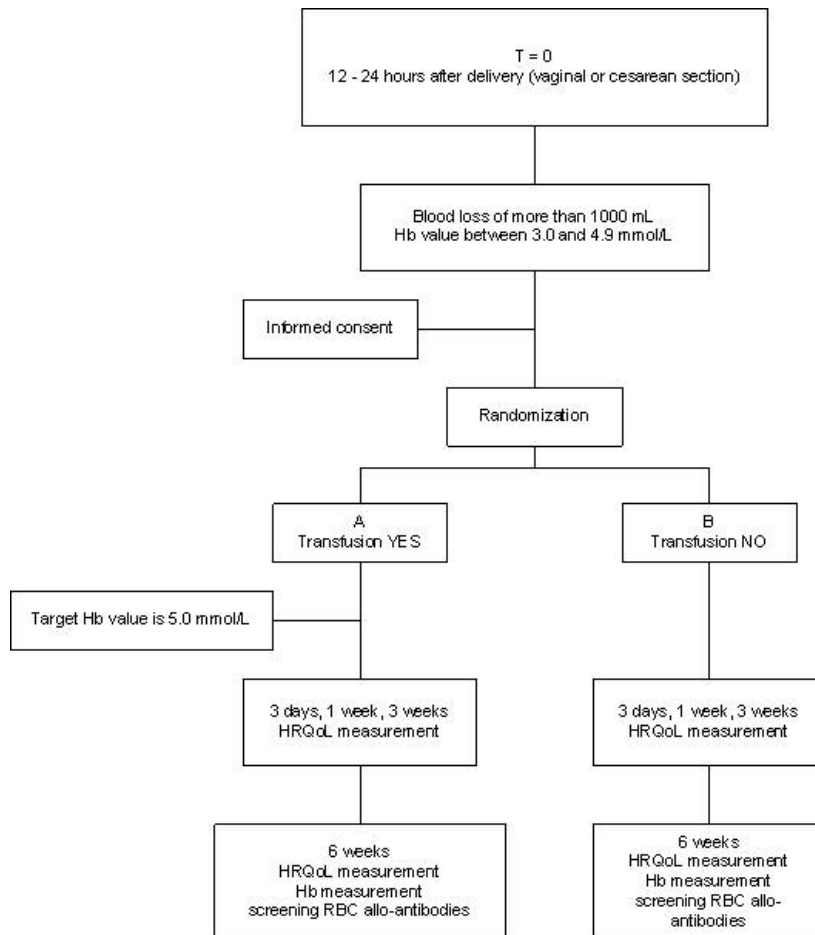 T = 0
12 - 24 hours after delivery (vaginal or cesarean section)
Blood loss of more than 1000 mL
Hb value between 3.0 and 4.9 mmol/L
Informed consent
Randomization
A
Transfusion YES
B
Transfusion NO
Target Hb value is 5.0 mmol/L
3 days, 1 week, 3 weeks
HRQoL measurement
3 days, 1 week, 3 weeks
HRQoL measurement
6 weeks
HRQoL measurement
Hb measurement
screening RBC allo-antibodies
6 weeks
HRQoL measurement
Hb measurement
screening RBC allo-
antibodies